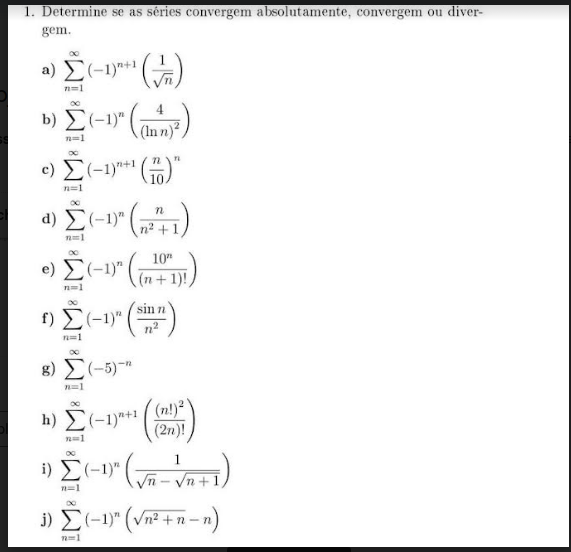 1. Determine se as séries convergem absolutamente, convergem ou diver-
gem.
a) $\sum_{n=1}^{\infty} (-1)^{n+1} \left( \frac{1}{\sqrt{n}} \right)$
b) $\sum_{n=1}^{\infty} (-1)^{n} \left( \frac{4}{(\ln n)^2} \right)$
c) $\sum_{n=1}^{\infty} (-1)^{n+1} \left( \frac{n}{10} \right)^n$
d) $\sum_{n=1}^{\infty} (-1)^{n} \left( \frac{n}{n^2+1} \right)$
e) $\sum_{n=1}^{\infty} (-1)^{n} \left( \frac{10^n}{(n+1)!} \right)$
f) $\sum_{n=1}^{\infty} (-1)^{n} \left( \frac{\sin n}{n^2} \right)$
g) $\sum_{n=1}^{\infty} (-5)^{-n}$
h) $\sum_{n=1}^{\infty} (-1)^{n+1} \left( \frac{(n!)^2}{(2n)!} \right)$
i) $\sum_{n=1}^{\infty} (-1)^{n} \left( \frac{1}{\sqrt{n}-\sqrt{n+1}} \right)$
j) $\sum_{n=1}^{\infty} (-1)^{n} \left( \sqrt{n^2+n}-n \right)$